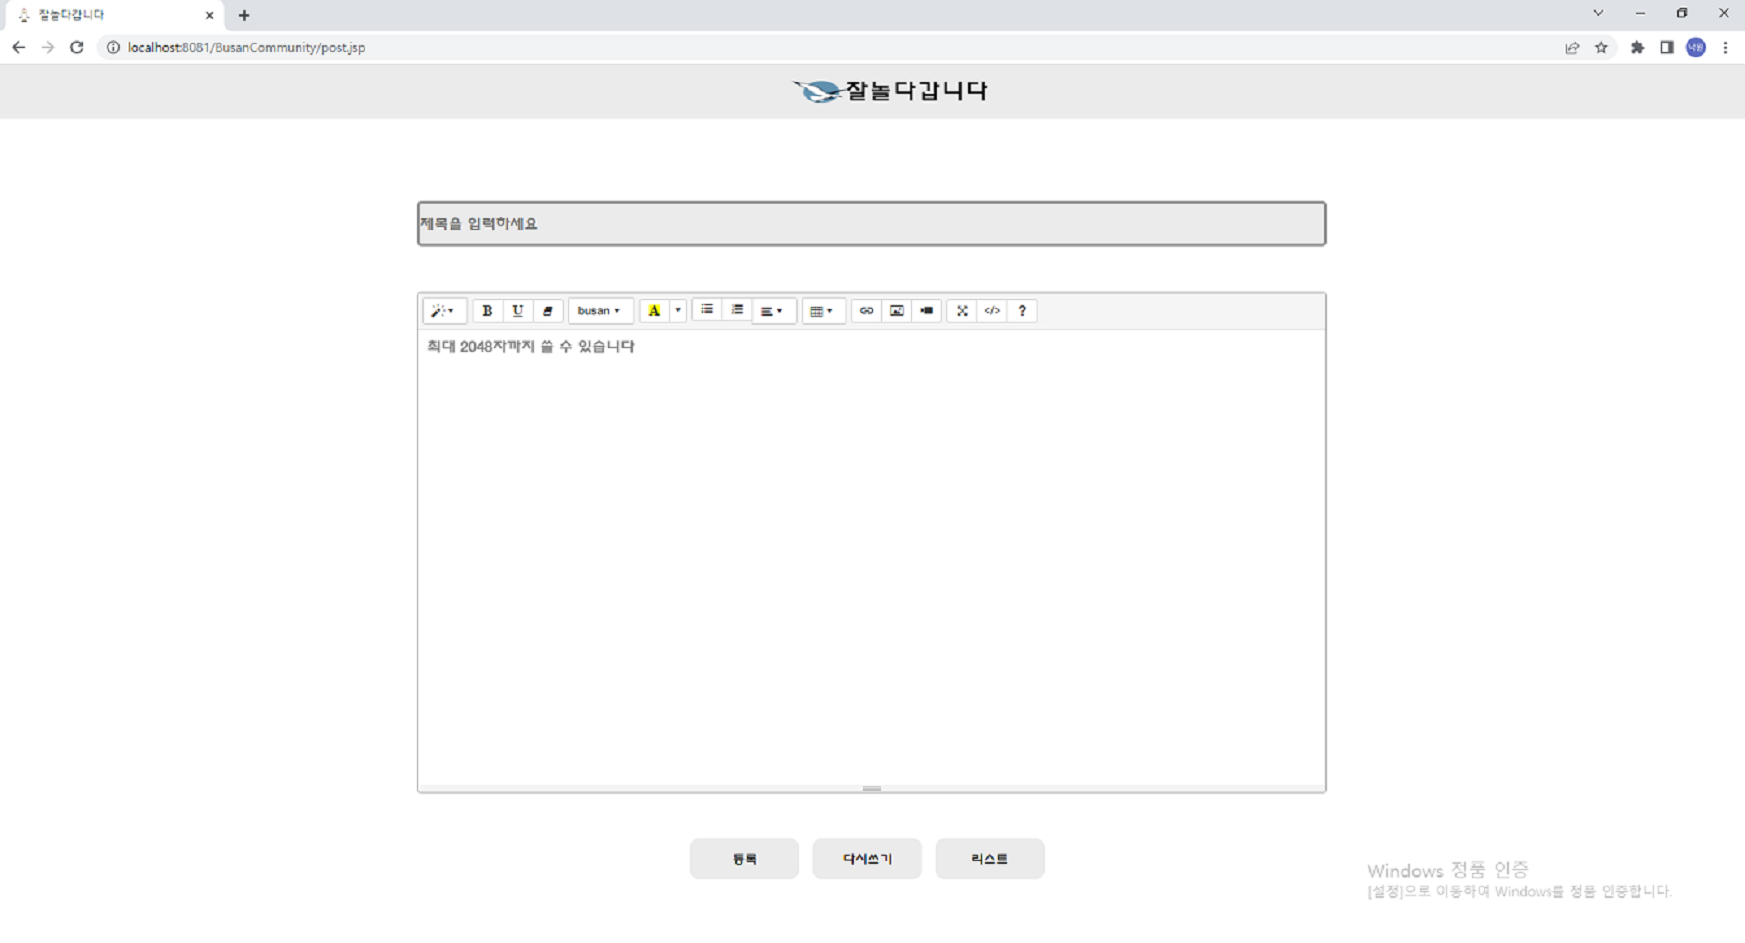 잘놀다갑니다
localhost:8081/BusanCommunity/post.jsp
낙원
잘놀다갑니다
제목을 입력하세요
B U busan A </> ?
최대 2048자까지 쓸 수 있습니다
등록 다시쓰기 리스트
Windows 정품 인증
[설정]으로 이동하여 Windows를 정품 인증합니다.